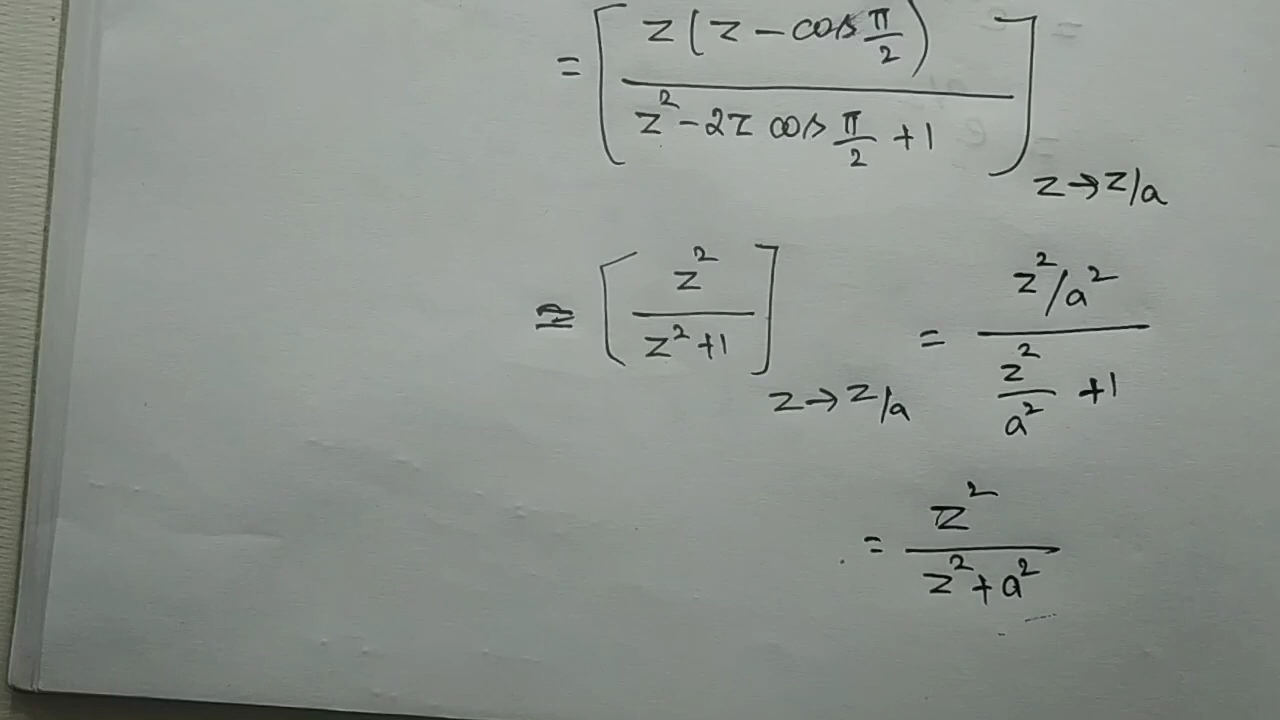 = [ z(z − cos π/2) / z² − 2z cos π/2 + 1 ] z → z/a
= [ z² / z² + 1 ] z → z/a = z²/a² / z²/a² + 1
= z² / z² + a²